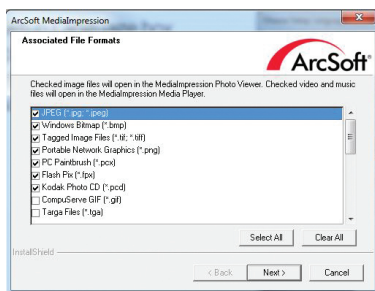 ArcSoft MediaImpression
Associated File Formats
ArcSoft®
Checked image files will open in the MediaImpression Photo Viewer. Checked video and music
files will open in the MediaImpression Media Player.
JPEG (*.jpg; *.jpeg)
Windows Bitmap (*.bmp)
Tagged Image Files (*.tif; *.tiff)
Portable Network Graphics (*.png)
PC Paintbrush (*.pcx)
Flash Pix (*.fpx)
Kodak Photo CD (*.pcd)
CompuServe GIF (*.gif)
Targa Files (*.tga)
Select All
Clear All
InstallShield
< Back
Next >
Cancel